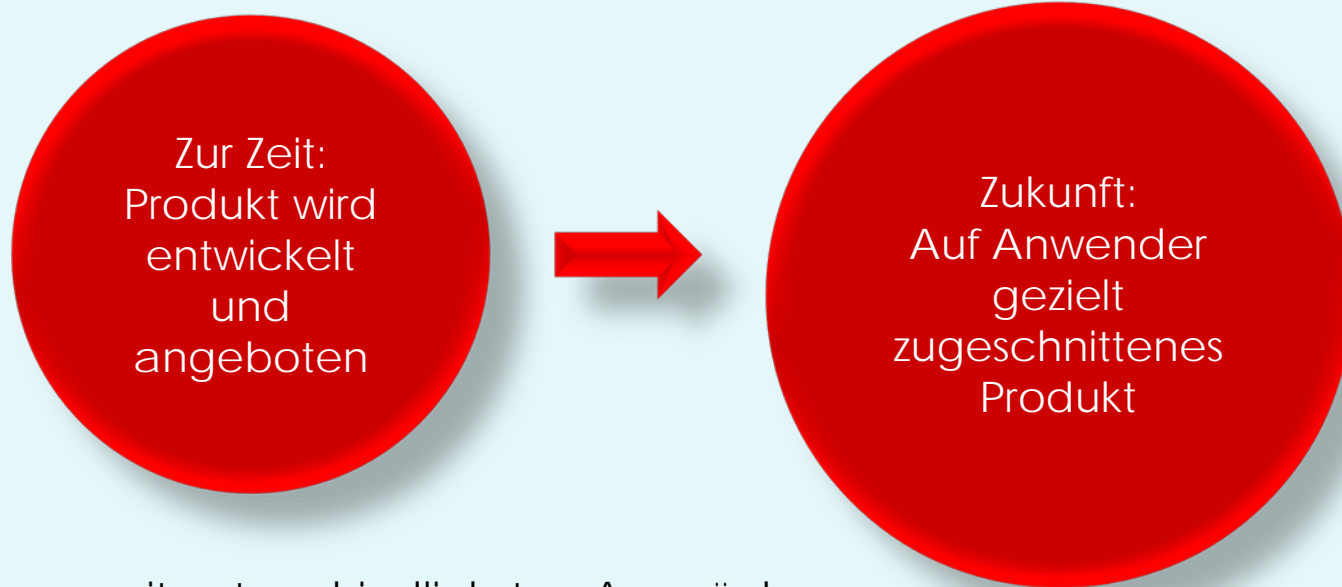 Zur Zeit:
Produkt wird
entwickelt
und
angeboten
Zukunft:
Auf Anwender
gezielt
zugeschnittenes
Produkt